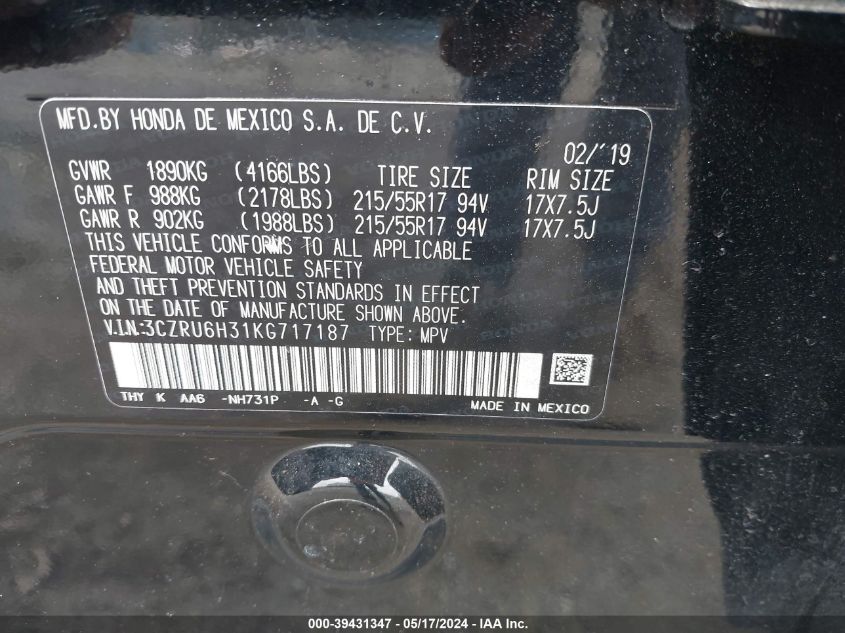 MFD.BY HONDA DE MEXICO S.A. DE C.V.
02/'19
GVWR 1890KG (4166LBS) TIRE SIZE RIM SIZE
GAWR F 988KG (2178LBS) 215/55R17 94V 17X7.5J
GAWR R 902KG (1988LBS) 215/55R17 94V 17X7.5J
THIS VEHICLE CONFORMS TO ALL APPLICABLE
FEDERAL MOTOR VEHICLE SAFETY
AND THEFT PREVENTION STANDARDS IN EFFECT
ON THE DATE OF MANUFACTURE SHOWN ABOVE.
V.I.N:3CZRU6H31KG717187 TYPE: MPV
THY K AA6 -NH731P -A -G
MADE IN MEXICO
000-39431347 - 05/17/2024 - IAA Inc.